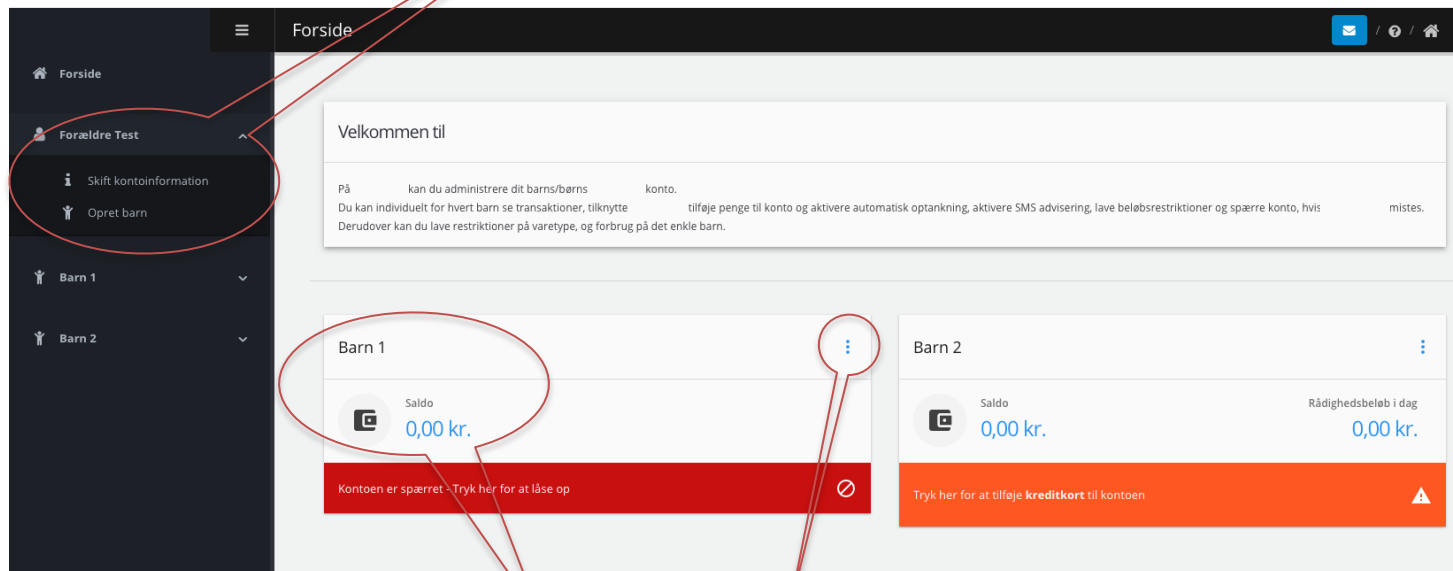 Forside
/ /
Forside
Forældre Test
Skift kontoinformation
Opret barn
Barn 1
Barn 2
Velkommen til
På kan du administrere dit barns/børns konto.
Du kan individuelt for hvert barn se transaktioner, tilknytte tilføje penge til konto og aktivere automatisk optankning, aktivere SMS advisering, lave beløbsrestriktioner og spærre konto, hvis mistes.
Derudover kan du lave restriktioner på varetype, og forbrug på det enkle barn.
Barn 1
Saldo
0,00 kr.
Kontoen er spærret - Tryk her for at låse op
Barn 2
Saldo
0,00 kr.
Rådighedsbeløb i dag
0,00 kr.
Tryk her for at tilføje kreditkort til kontoen